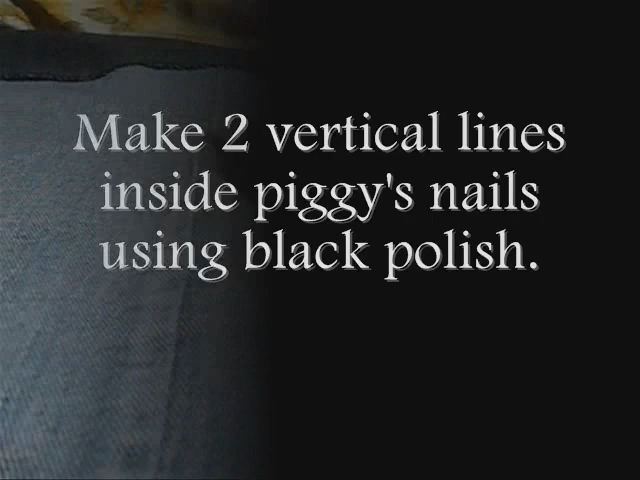 Make 2 vertical lines
inside piggy's nails
using black polish.